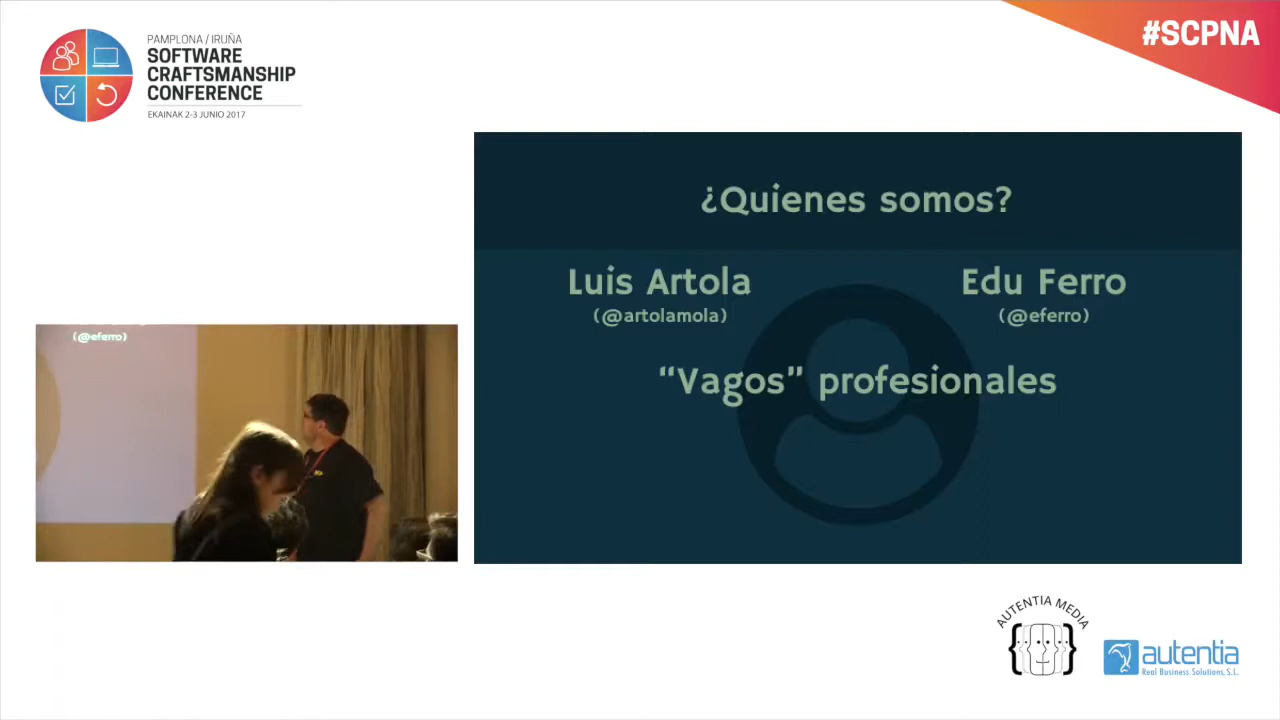 PAMPLONA / IRUÑA
SOFTWARE
CRAFTSMANSHIP
CONFERENCE
EKAINAK 2-3 JUNIO 2017
#SCPNA
¿Quienes somos?
Luis Artola
Edu Ferro
(@artolamola)
(@eferro)
“Vagos” profesionales
(@eferro)
AUTENTIA MEDIA
autentia
Real Business Solutions, S.L.